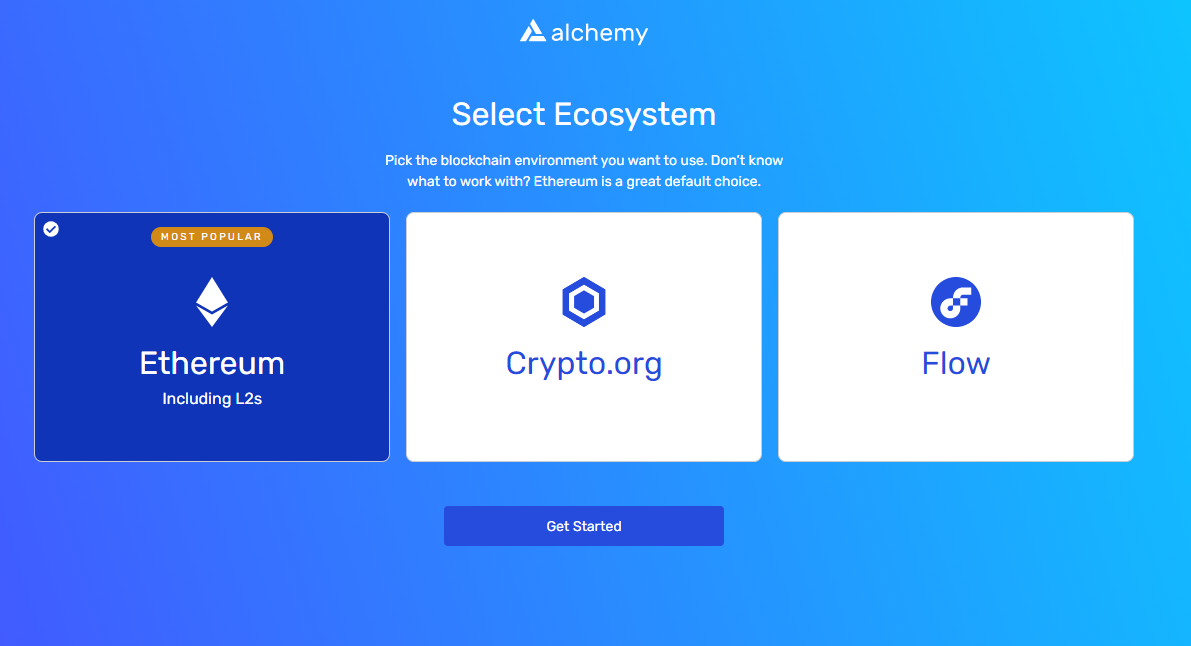 alchemy
Select Ecosystem
Pick the blockchain environment you want to use. Don't know
what to work with? Ethereum is a great default choice.
MOST POPULAR
Ethereum
Including L2s
Crypto.org
Flow
Get Started